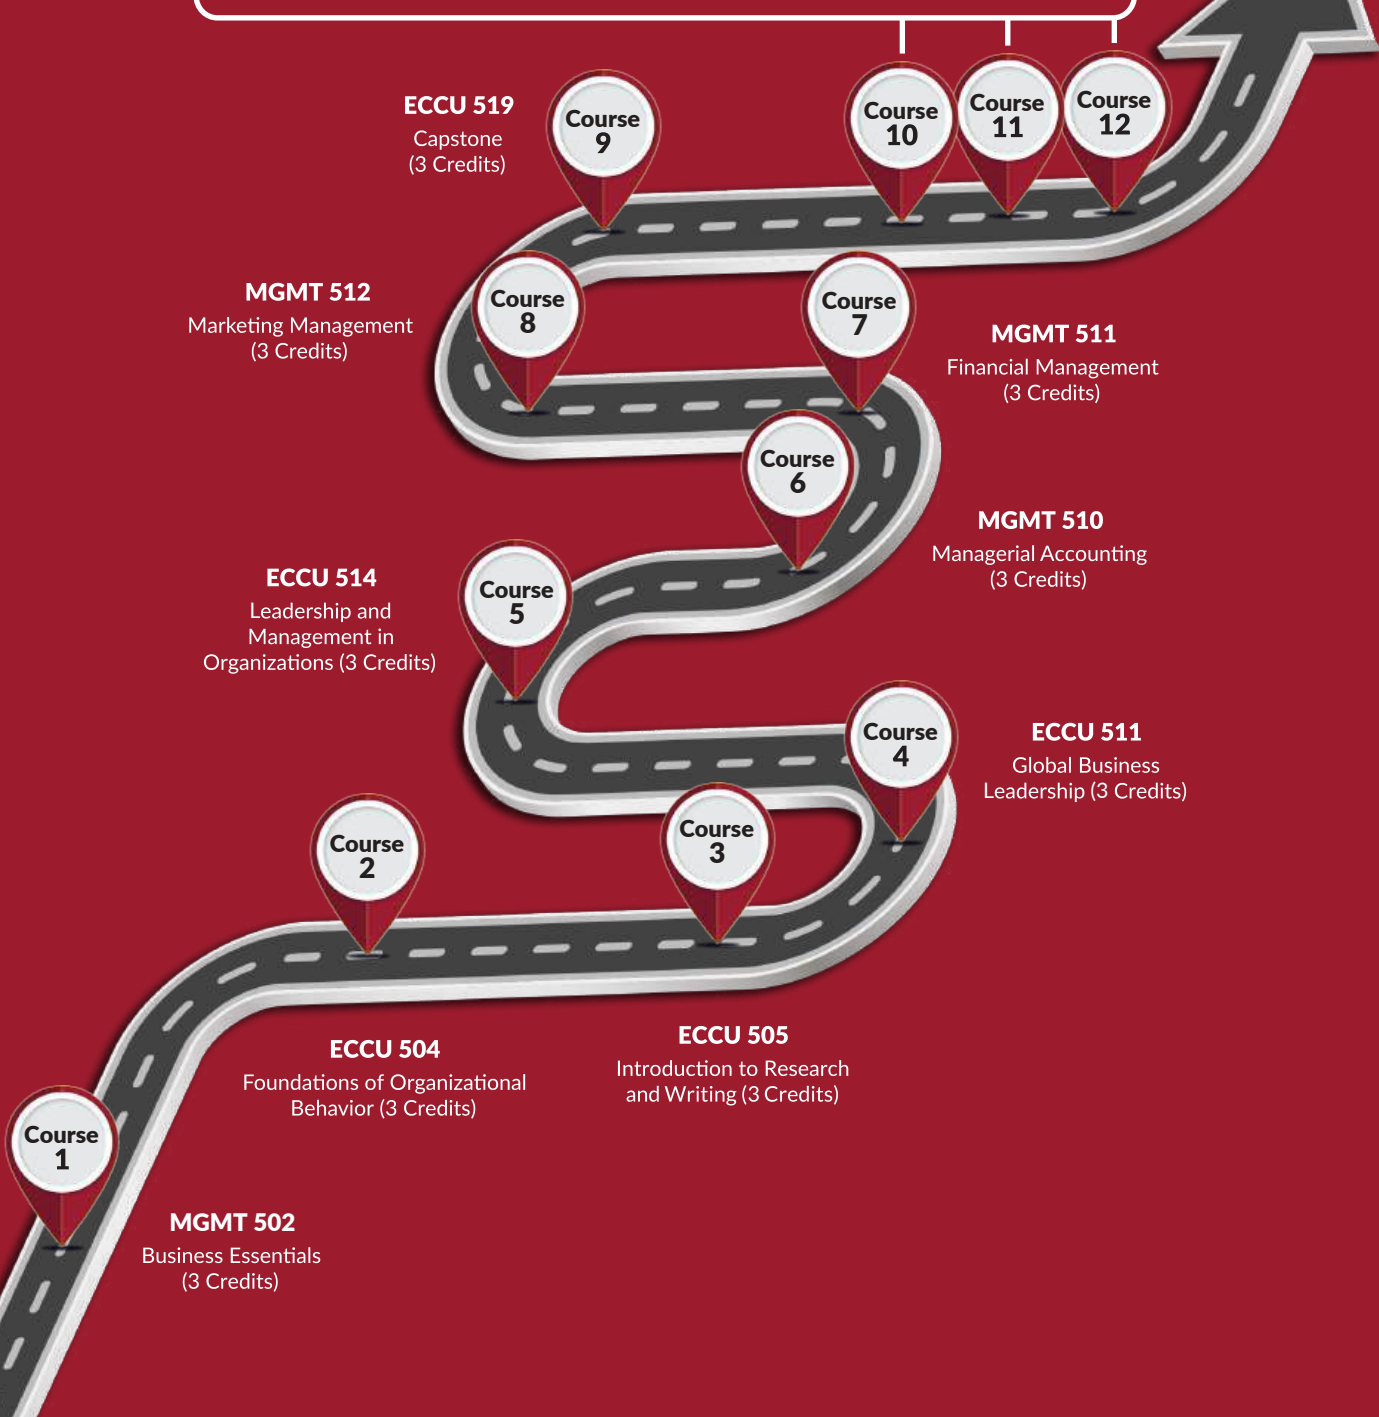 ECCU 519
Capstone
(3 Credits)
Course
9
Course
10
Course
11
Course
12
MGMT 512
Marketing Management
(3 Credits)
Course
8
Course
7
MGMT 511
Financial Management
(3 Credits)
Course
6
MGMT 510
Managerial Accounting
(3 Credits)
ECCU 514
Leadership and
Management in
Organizations (3 Credits)
Course
5
Course
4
ECCU 511
Global Business
Leadership (3 Credits)
Course
2
Course
3
ECCU 504
Foundations of Organizational
Behavior (3 Credits)
ECCU 505
Introduction to Research
and Writing (3 Credits)
Course
1
MGMT 502
Business Essentials
(3 Credits)